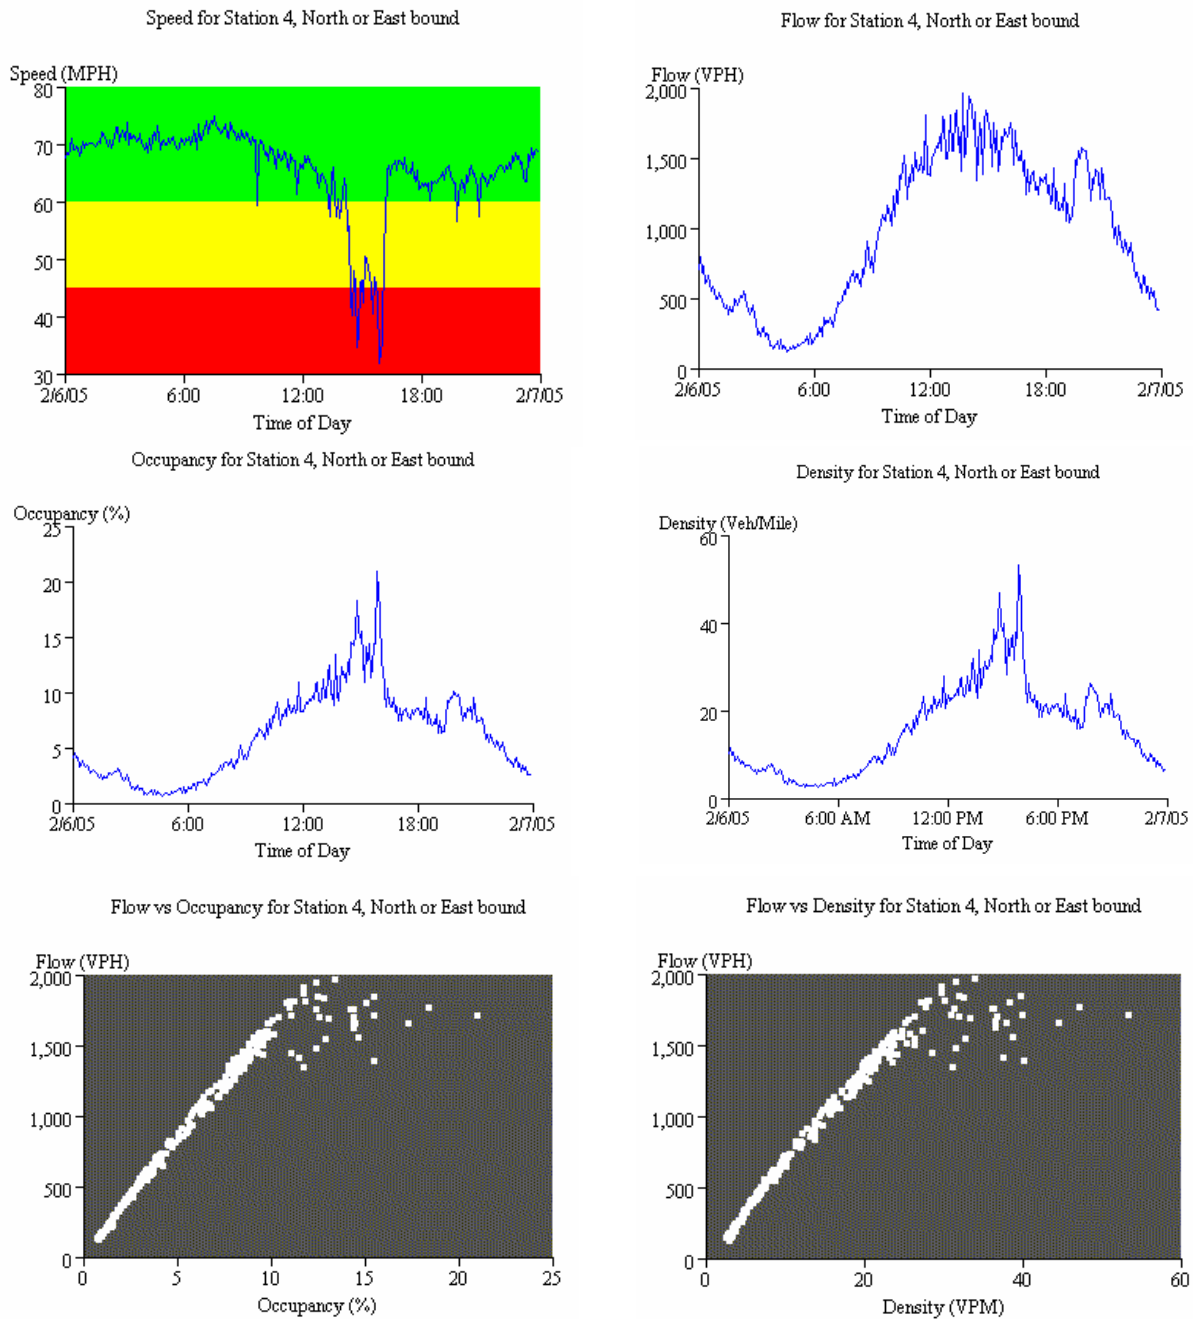 Speed for Station 4, North or East bound
Speed (MPH)
80
70
60
50
40
30
2/6/05 6:00 12:00 18:00 2/7/05
Time of Day
Flow for Station 4, North or East bound
Flow (VPH)
2,000
1,500
1,000
500
0
2/6/05 6:00 12:00 18:00 2/7/05
Time of Day
Occupancy for Station 4, North or East bound
Occupancy (%)
25
20
15
10
5
0
2/6/05 6:00 12:00 18:00 2/7/05
Time of Day
Density for Station 4, North or East bound
Density (Veh/Mile)
60
40
20
0
2/6/05 6:00 AM 12:00 PM 6:00 PM 2/7/05
Time of Day
Flow vs Occupancy for Station 4, North or East bound
Flow (VPH)
2,000
1,500
1,000
500
0
0 5 10 15 20 25
Occupancy (%)
Flow vs Density for Station 4, North or East bound
Flow (VPH)
2,000
1,500
1,000
500
0
0 20 40 60
Density (VPM)